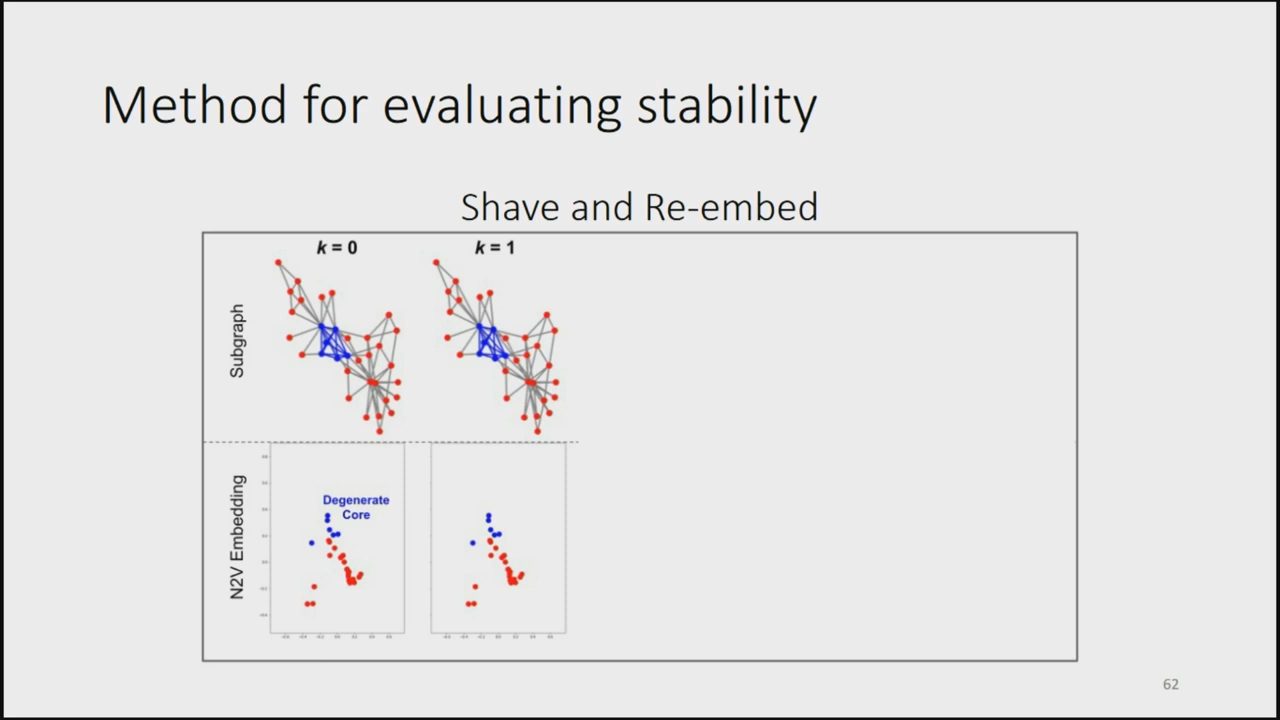 Method for evaluating stability
Shave and Re-embed
k = 0
k = 1
Subgraph
N2V Embedding
Degenerate
Core
62